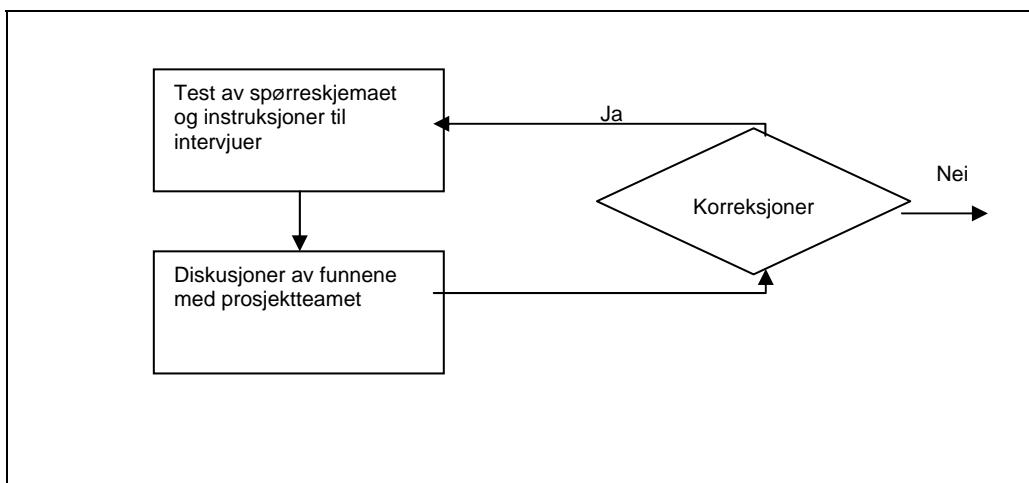 Test av spørreskjemaet
og instruksjoner til
intervjuer
Ja
Nei
Korreksjoner
Diskusjoner av funnene
med prosjektteamet